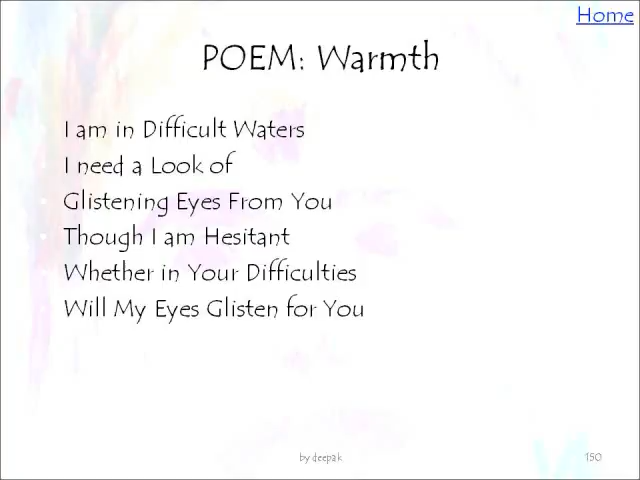 Home
POEM: Warmth
I am in Difficult Waters
I need a Look of
Glistening Eyes From You
Though I am Hesitant
Whether in Your Difficulties
Will My Eyes Glisten for You
by deepak
150